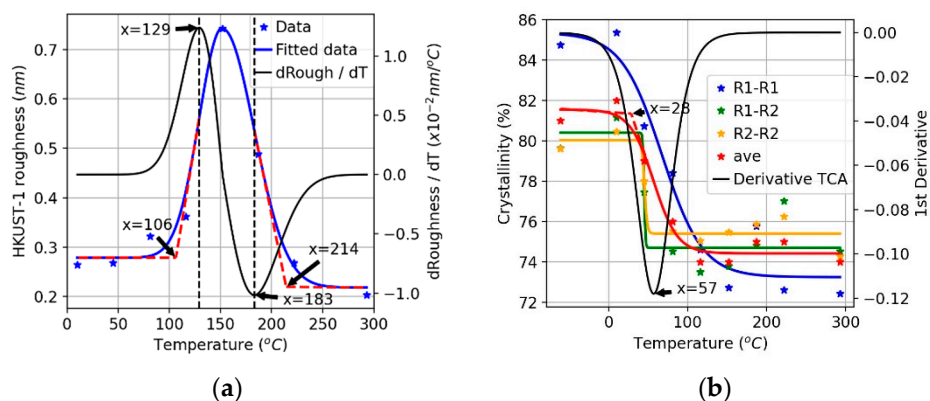 x=129
Data
Fitted data
dRough / dT
x=106
x=214
x=183
0.7
0.6
0.5
0.4
0.3
0.2
HKUST-1 roughness (nm)
1.0
0.5
0.0
−0.5
−1.0
dRoughness / dT (x10⁻²nm/°C)
0 50 100 150 200 250 300
Temperature (°C)
(a)
86
84
82
80
78
76
74
72
Crystallinity (%)
x=28
R1-R1
R1-R2
R2-R2
ave
Derivative TCA
x=57
0.00
−0.02
−0.04
−0.06
−0.08
−0.10
−0.12
1st Derivative
0 100 200 300
Temperature (°C)
(b)